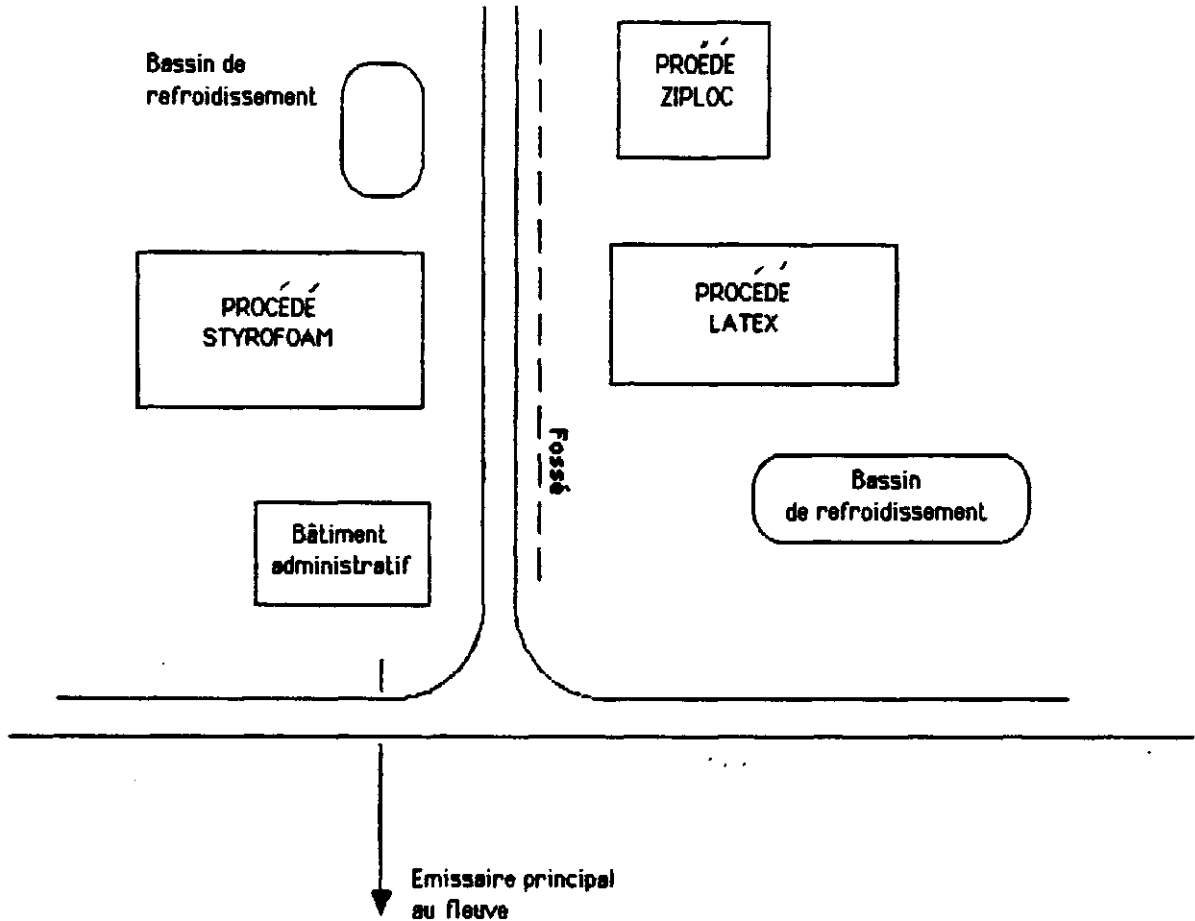 Bassin de
refroidissement
PROÉDÉ
ZIPLOC
PROCÉDÉ
STYROFOAM
PROCÉDÉ
LATEX
Fossé
Bassin
de refroidissement
Bâtiment
administratif
Emissaire principal
au fleuve